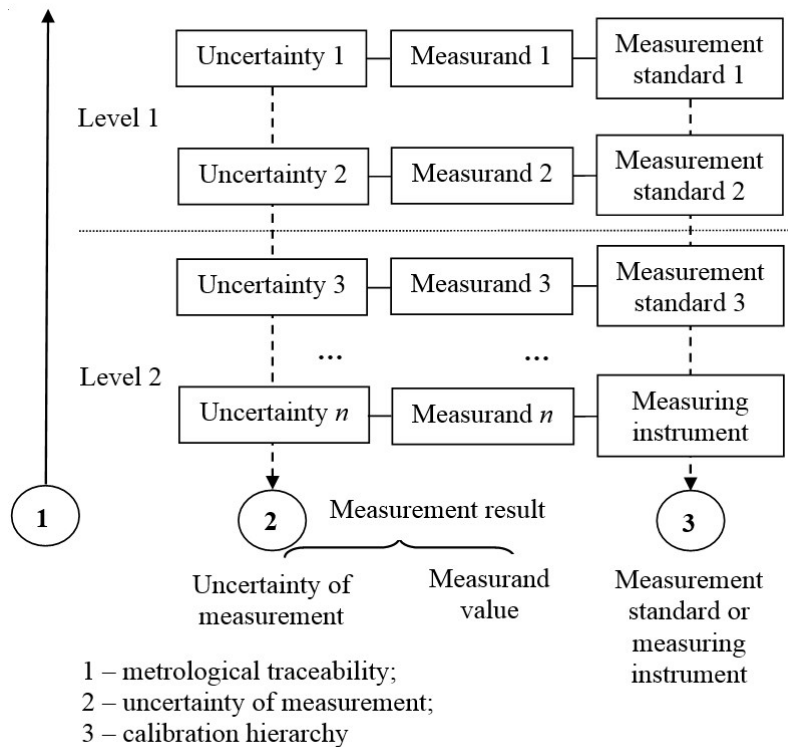 Uncertainty 1
Measurand 1
Measurement
standard 1
Level 1
Uncertainty 2
Measurand 2
Measurement
standard 2
Uncertainty 3
Measurand 3
Measurement
standard 3
... ...
Level 2
Uncertainty n
Measurand n
Measuring
instrument
1
2
Measurement result
3
Uncertainty of
measurement
Measurand
value
Measurement
standard or
measuring
instrument
1 – metrological traceability;
2 – uncertainty of measurement;
3 – calibration hierarchy